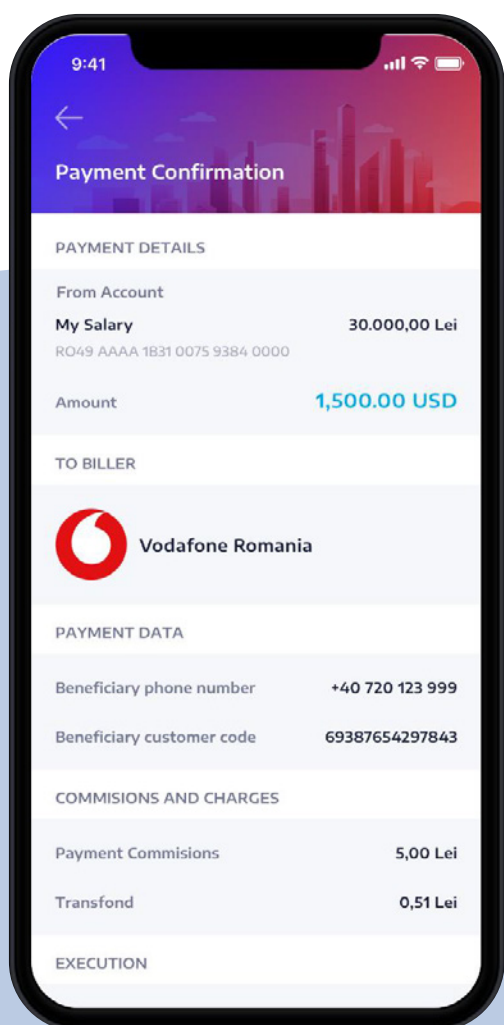 9:41
Payment Confirmation
PAYMENT DETAILS
From Account
My Salary 30.000,00 Lei
RO49 AAAA 1B31 0075 9384 0000
Amount 1,500.00 USD
TO BILLER
Vodafone Romania
PAYMENT DATA
Beneficiary phone number +40 720 123 999
Beneficiary customer code 69387654297843
COMMISIONS AND CHARGES
Payment Commisions 5,00 Lei
Transfond 0,51 Lei
EXECUTION